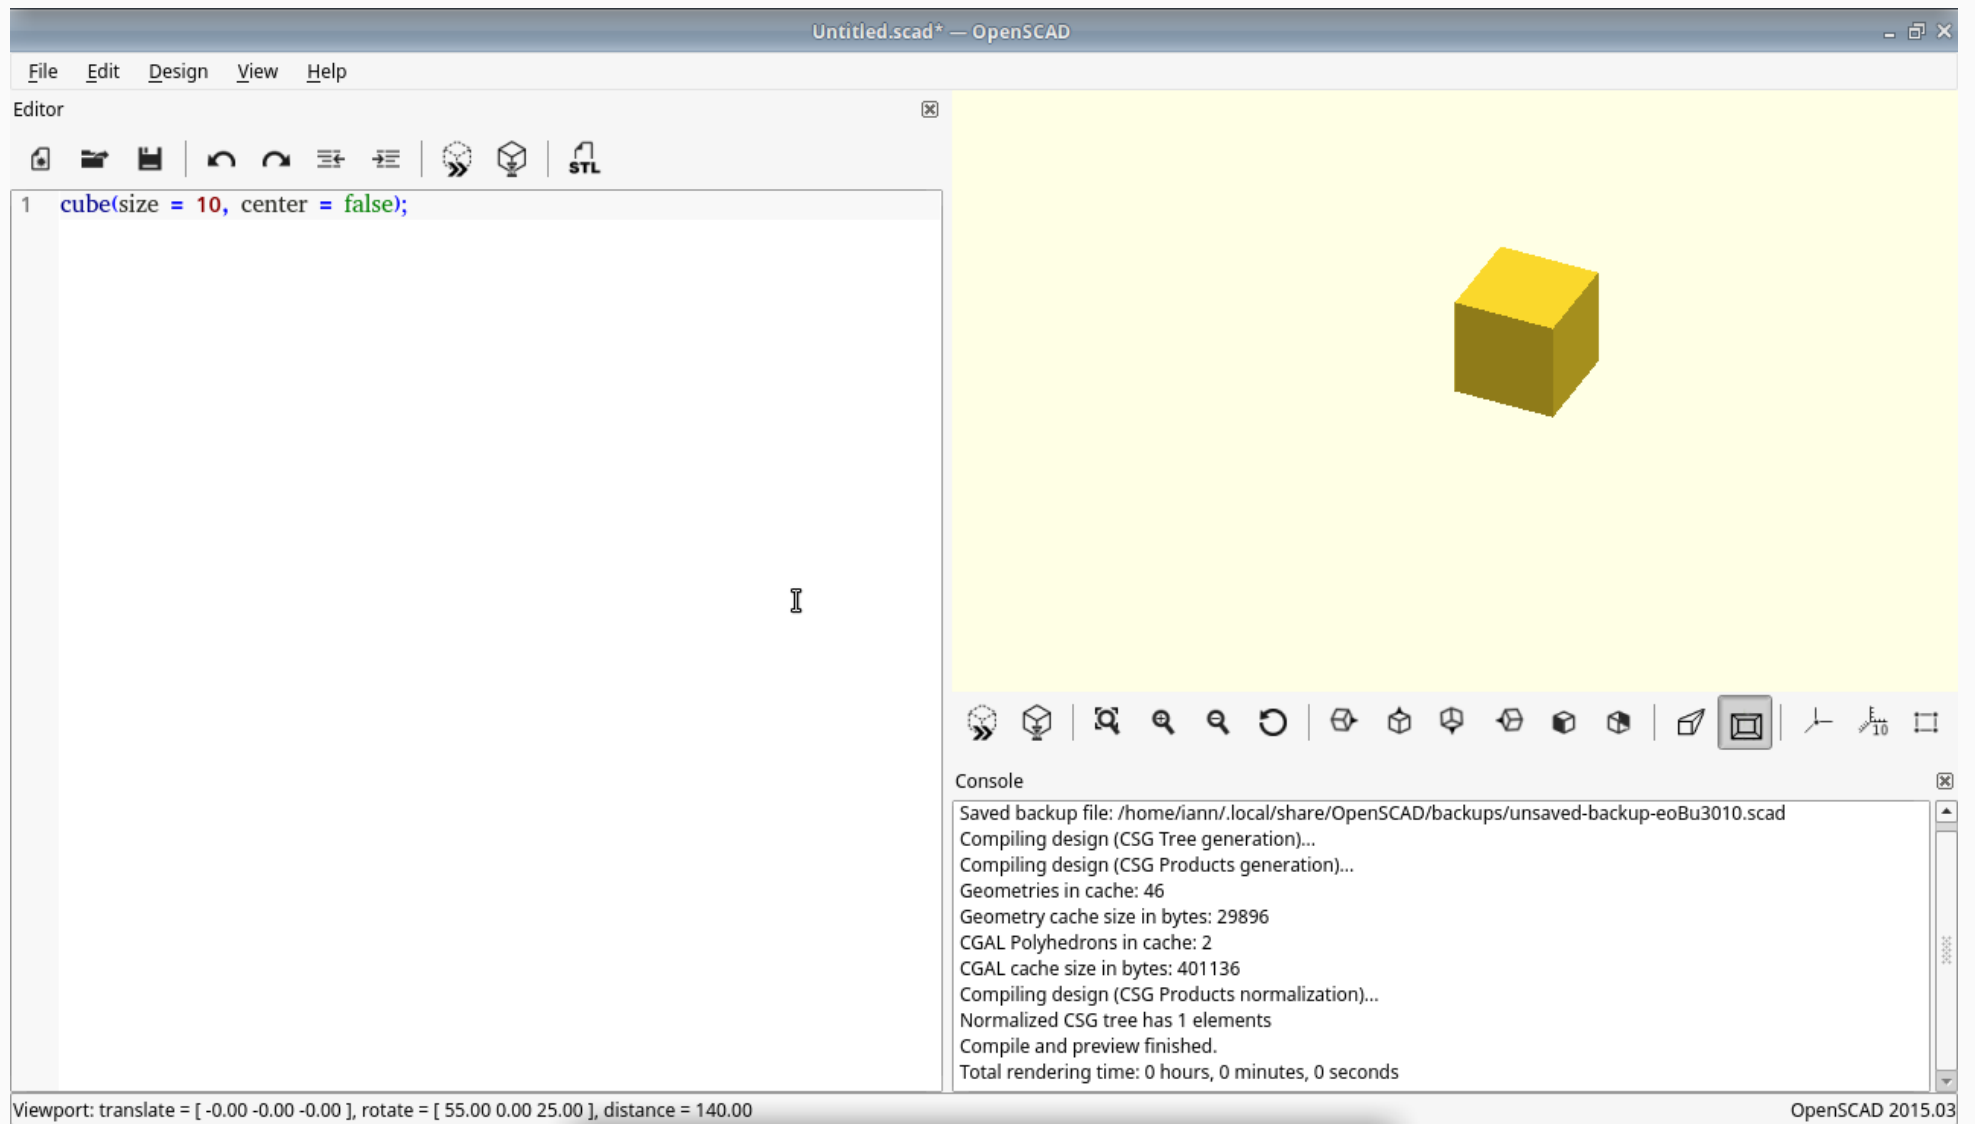 Untitled.scad* — OpenSCAD
File Edit Design View Help
Editor
STL
1 cube(size = 10, center = false);
10
Console
Saved backup file: /home/iann/.local/share/OpenSCAD/backups/unsaved-backup-eoBu3010.scad
Compiling design (CSG Tree generation)...
Compiling design (CSG Products generation)...
Geometries in cache: 46
Geometry cache size in bytes: 29896
CGAL Polyhedrons in cache: 2
CGAL cache size in bytes: 401136
Compiling design (CSG Products normalization)...
Normalized CSG tree has 1 elements
Compile and preview finished.
Total rendering time: 0 hours, 0 minutes, 0 seconds
Viewport: translate = [ -0.00 -0.00 -0.00 ], rotate = [ 55.00 0.00 25.00 ], distance = 140.00
OpenSCAD 2015.03